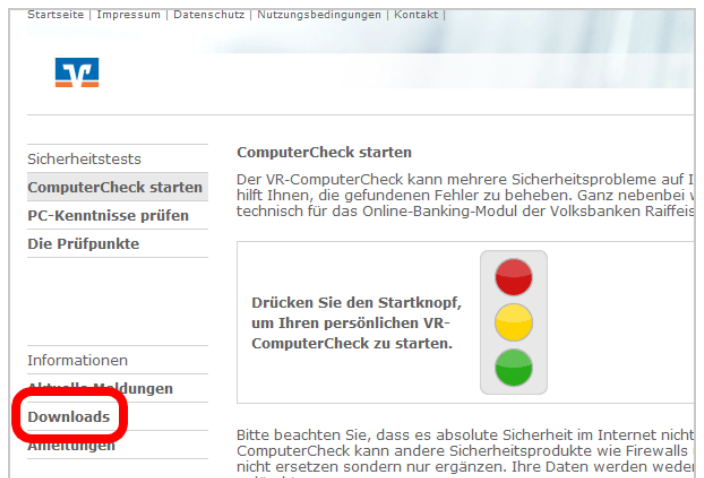 Startseite | Impressum | Datenschutz | Nutzungsbedingungen | Kontakt |
Sicherheitstests
ComputerCheck starten
PC-Kenntnisse prüfen
Die Prüfpunkte
Informationen
Aktuelle Meldungen
Downloads
Anleitungen
ComputerCheck starten
Der VR-ComputerCheck kann mehrere Sicherheitsprobleme auf
hilft Ihnen, die gefundenen Fehler zu beheben. Ganz nebenbei
technisch für das Online-Banking-Modul der Volksbanken Raiffeis
Drücken Sie den Startknopf,
um Ihren persönlichen VR-
ComputerCheck zu starten.
Bitte beachten Sie, dass es absolute Sicherheit im Internet nicht
ComputerCheck kann andere Sicherheitsprodukte wie Firewalls
nicht ersetzen sondern nur ergänzen. Ihre Daten werden weder